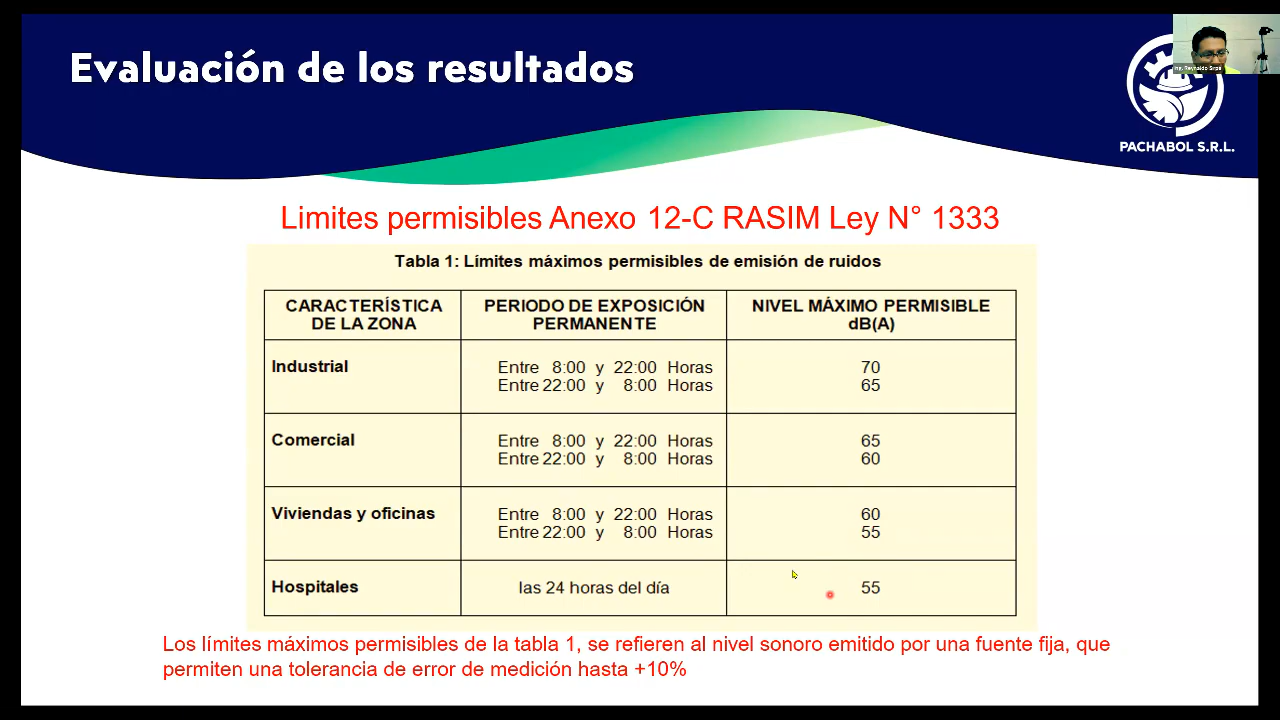 Evaluación de los resultados
Ing. Reynaldo Sirpa
PACHABOL S.R.L.
Limites permisibles Anexo 12-C RASIM Ley N° 1333
Tabla 1: Límites máximos permisibles de emisión de ruidos
CARACTERÍSTICA DE LA ZONA
PERIODO DE EXPOSICIÓN PERMANENTE
NIVEL MÁXIMO PERMISIBLE dB(A)
Industrial
Entre 8:00 y 22:00 Horas 70
Entre 22:00 y 8:00 Horas 65
Comercial
Entre 8:00 y 22:00 Horas 65
Entre 22:00 y 8:00 Horas 60
Viviendas y oficinas
Entre 8:00 y 22:00 Horas 60
Entre 22:00 y 8:00 Horas 55
Hospitales las 24 horas del día 55
Los límites máximos permisibles de la tabla 1, se refieren al nivel sonoro emitido por una fuente fija, que
permiten una tolerancia de error de medición hasta +10%